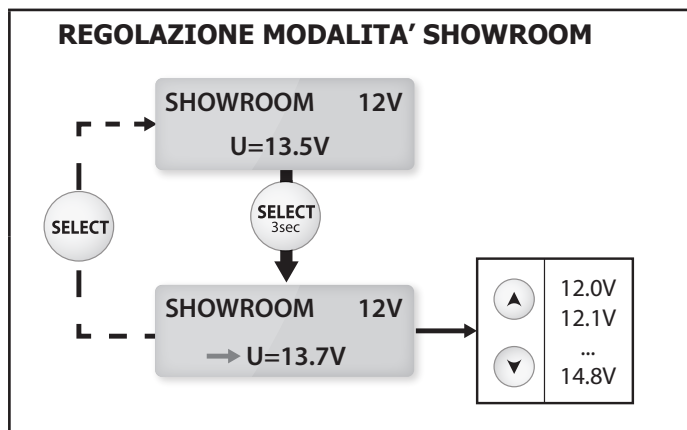 REGOLAZIONE MODALITA’ SHOWROOM
SHOWROOM 12V
U=13.5V
SELECT
SELECT
3sec
SHOWROOM 12V
U=13.7V
12.0V
12.1V
...
14.8V